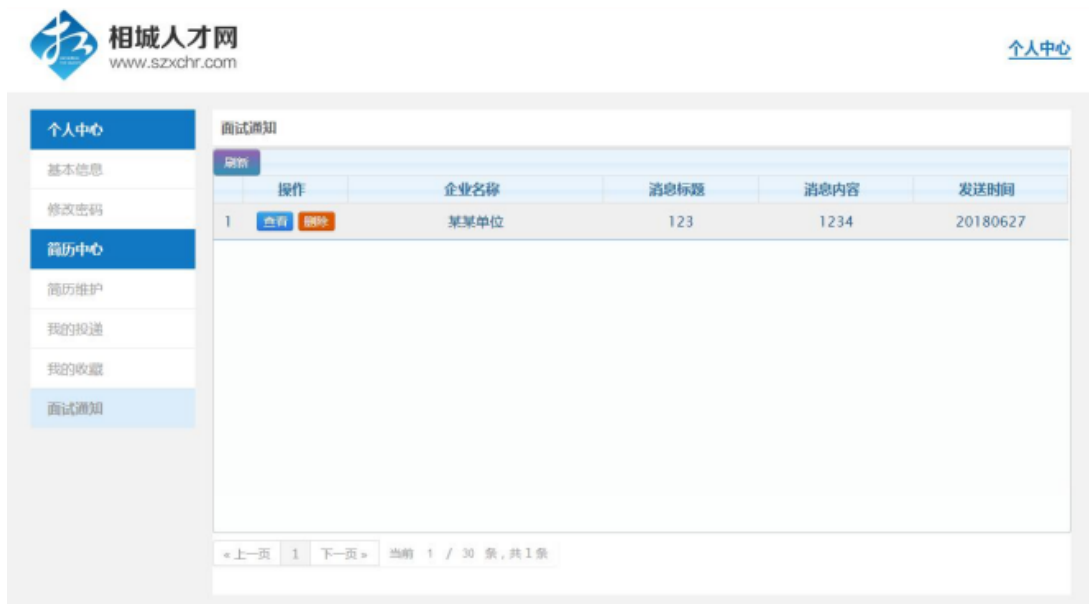 相城人才网
www.szxchr.com
个人中心
个人中心
基本信息
修改密码
简历中心
简历维护
我的投递
我的收藏
面试通知
面试通知
刷新
操作 企业名称 消息标题 消息内容 发送时间
1 查看 删除 某某单位 123 1234 20180627
«上一页 1 下一页» 当前 1 / 30 条,共1条